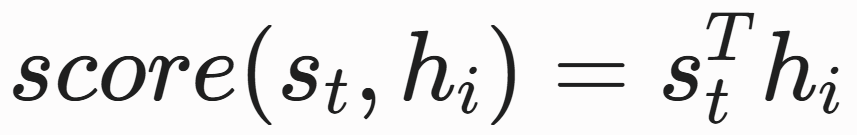 score(s_t, h_i) = s_t^T h_i